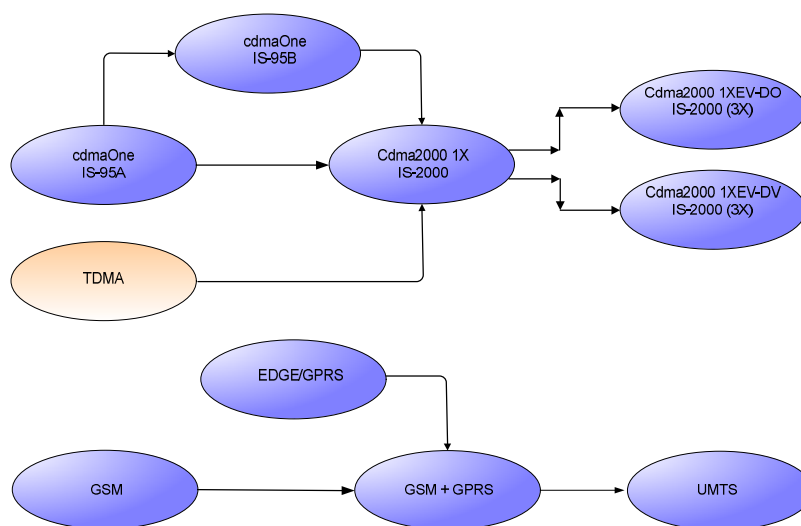 cdmaOne
IS-95B
Cdma2000 1XEV-DO
IS-2000 (3X)
cdmaOne
IS-95A
Cdma2000 1X
IS-2000
Cdma2000 1XEV-DV
IS-2000 (3X)
TDMA
EDGE/GPRS
GSM
GSM + GPRS
UMTS